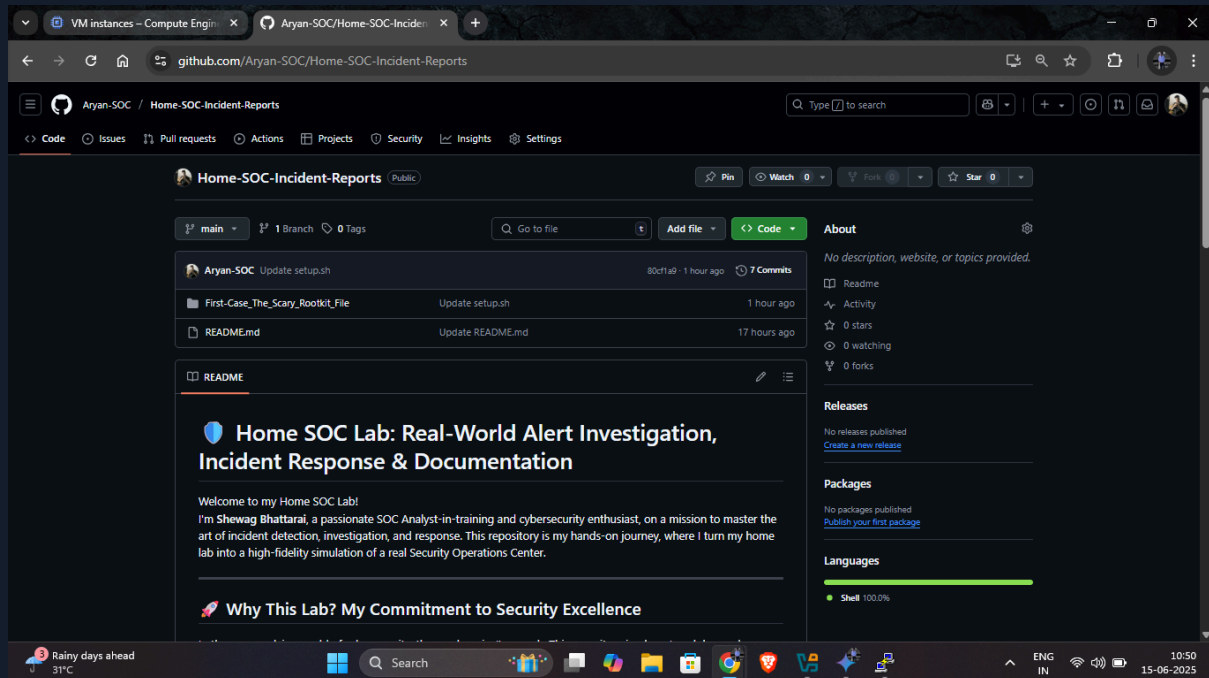 VM instances – Compute Engin
Aryan-SOC/Home-SOC-Inciden
github.com/Aryan-SOC/Home-SOC-Incident-Reports
Aryan-SOC / Home-SOC-Incident-Reports
Type / to search
Code Issues Pull requests Actions Projects Security Insights Settings
Home-SOC-Incident-Reports Public
Pin Watch 0 Fork 0 Star 0
main 1 Branch 0 Tags Go to file t Add file Code
Aryan-SOC Update setup.sh 80cf1a9 · 1 hour ago 7 Commits
First-Case_The_Scary_Rootkit_File Update setup.sh 1 hour ago
README.md Update README.md 17 hours ago
README
Home SOC Lab: Real-World Alert Investigation,
Incident Response & Documentation
Welcome to my Home SOC Lab!
I'm Shewag Bhattarai, a passionate SOC Analyst-in-training and cybersecurity enthusiast, on a mission to master the
art of incident detection, investigation, and response. This repository is my hands-on journey, where I turn my home
lab into a high-fidelity simulation of a real Security Operations Center.
Why This Lab? My Commitment to Security Excellence
About
No description, website, or topics provided.
Readme
Activity
0 stars
0 watching
0 forks
Releases
No releases published
Create a new release
Packages
No packages published
Publish your first package
Languages
Shell 100.0%
3
Rainy days ahead
31°C
Search
ENG
IN
10:50
15-06-2025